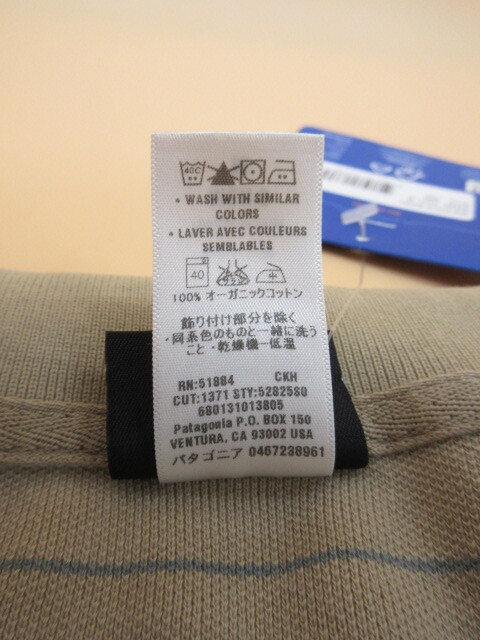 40C
• WASH WITH SIMILAR
COLORS
• LAVER AVEC COULEURS
SEMBLABLES
40
100% オーガニックコットン
飾り付け部分を除く
・同系色のものと一緒に洗う
こと・乾燥機一低温
RN:51884 CKH
CUT:1371 STY:52825S0
680131013805
Patagonia P.O. BOX 150
VENTURA, CA 93002 USA
パタゴニア 0467238961